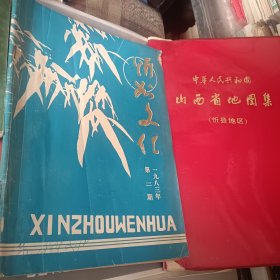 忻州文化
一九八三年
第二期
XINZHOUWENHUA
中华人民共和国
山西省地图集
(忻县地区)